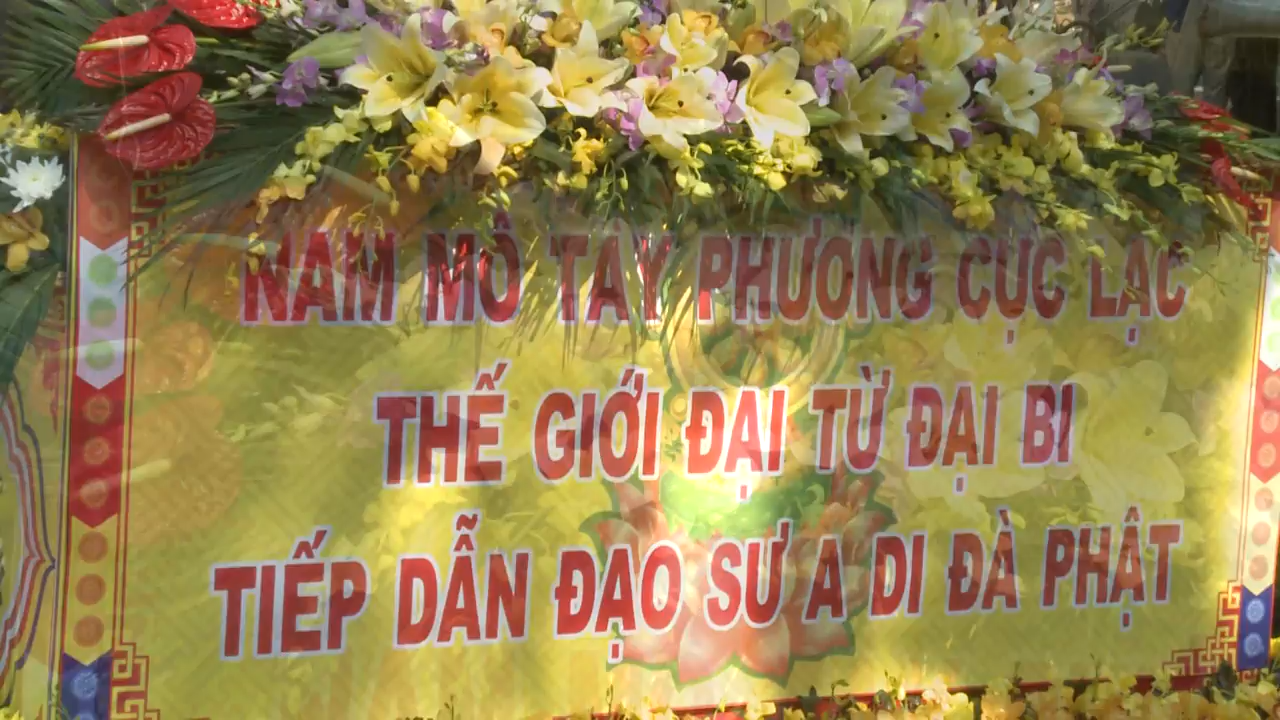 NAM MÔ TÂY PHƯƠNG CỰC LẠC
THẾ GIỚI ĐẠI TỪ ĐẠI BI
TIẾP DẪN ĐẠO SƯ A DI ĐÀ PHẬT